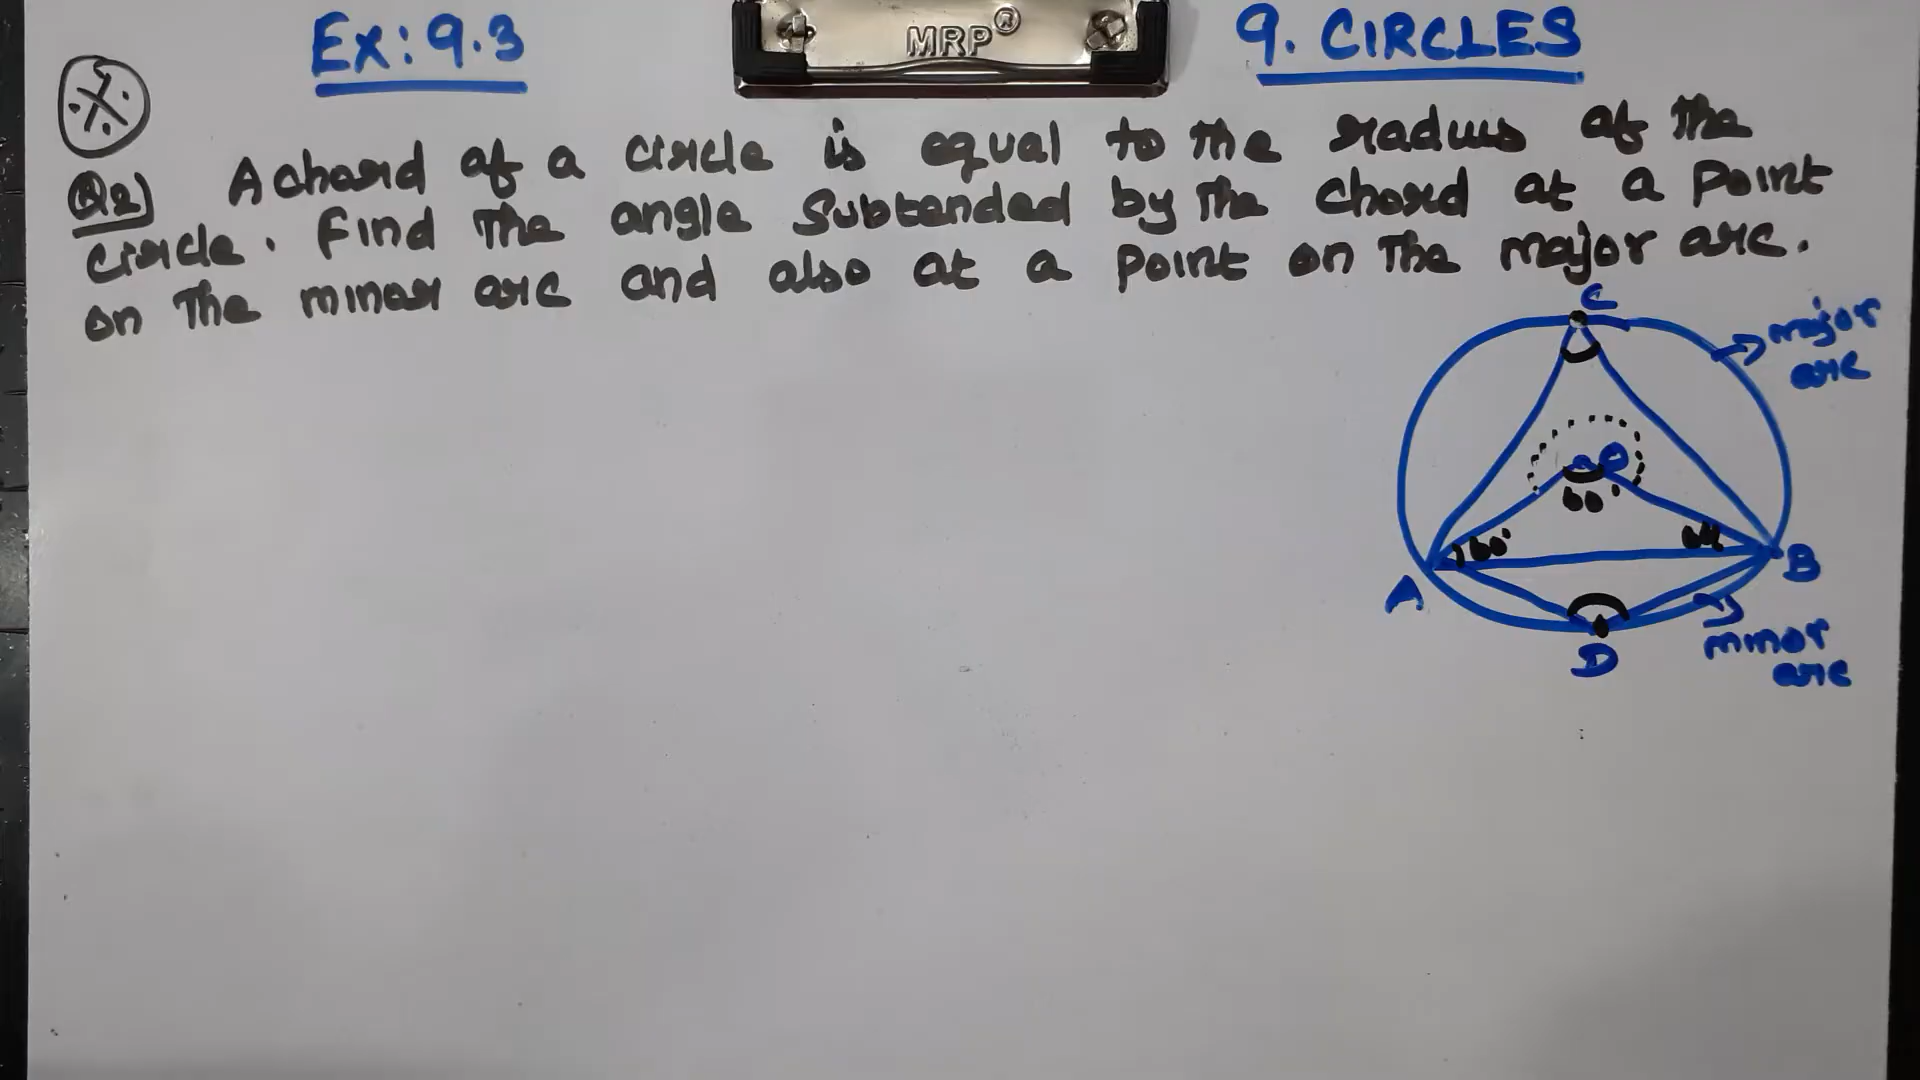 Ex: 9.3
MRP®
9. CIRCLES
Q2) A chord of a circle is equal to the radius of the
circle. Find the angle subtended by the chord at a point
on the minor arc and also at a point on the major arc.
C
major
arc
O
60°
60°
A
B
D
minor
arc